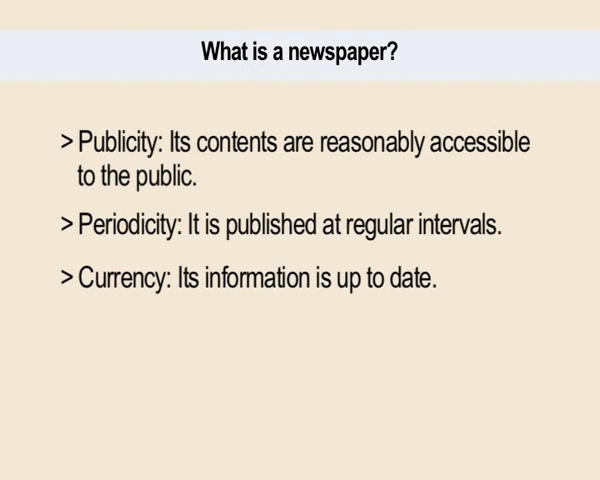 What is a newspaper?
> Publicity: Its contents are reasonably accessible
to the public.
> Periodicity: It is published at regular intervals.
> Currency: Its information is up to date.